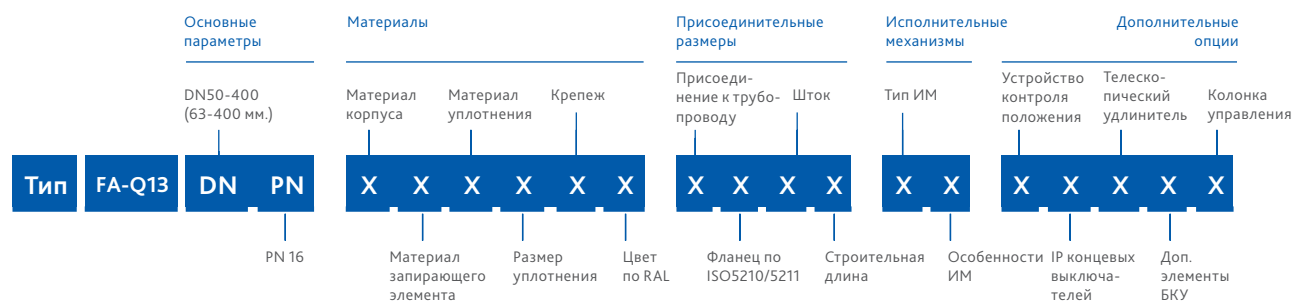 Основные
параметры
Материалы
Присоединительные
размеры
Исполнительные
механизмы
Дополнительные
опции
DN50-400
(63-400 мм.)
Материал
корпуса
Материал
уплотнения
Крепеж
Присоеди-
нение к трубо-
проводу
Шток
Тип ИМ
Устройство
контроля
положения
Телеско-
пический
удлинитель
Колонка
управления
Тип FA-Q13 DN PN X X X X X X X X X X X X X X X X X
PN 16
Материал
запирающего
элемента
Размер
уплотнения
Цвет
по RAL
Фланец по
ISO5210/5211
Строительная
длина
Особенности
ИМ
IP концевых
выключа-
телей
Доп.
элементы
БКУ